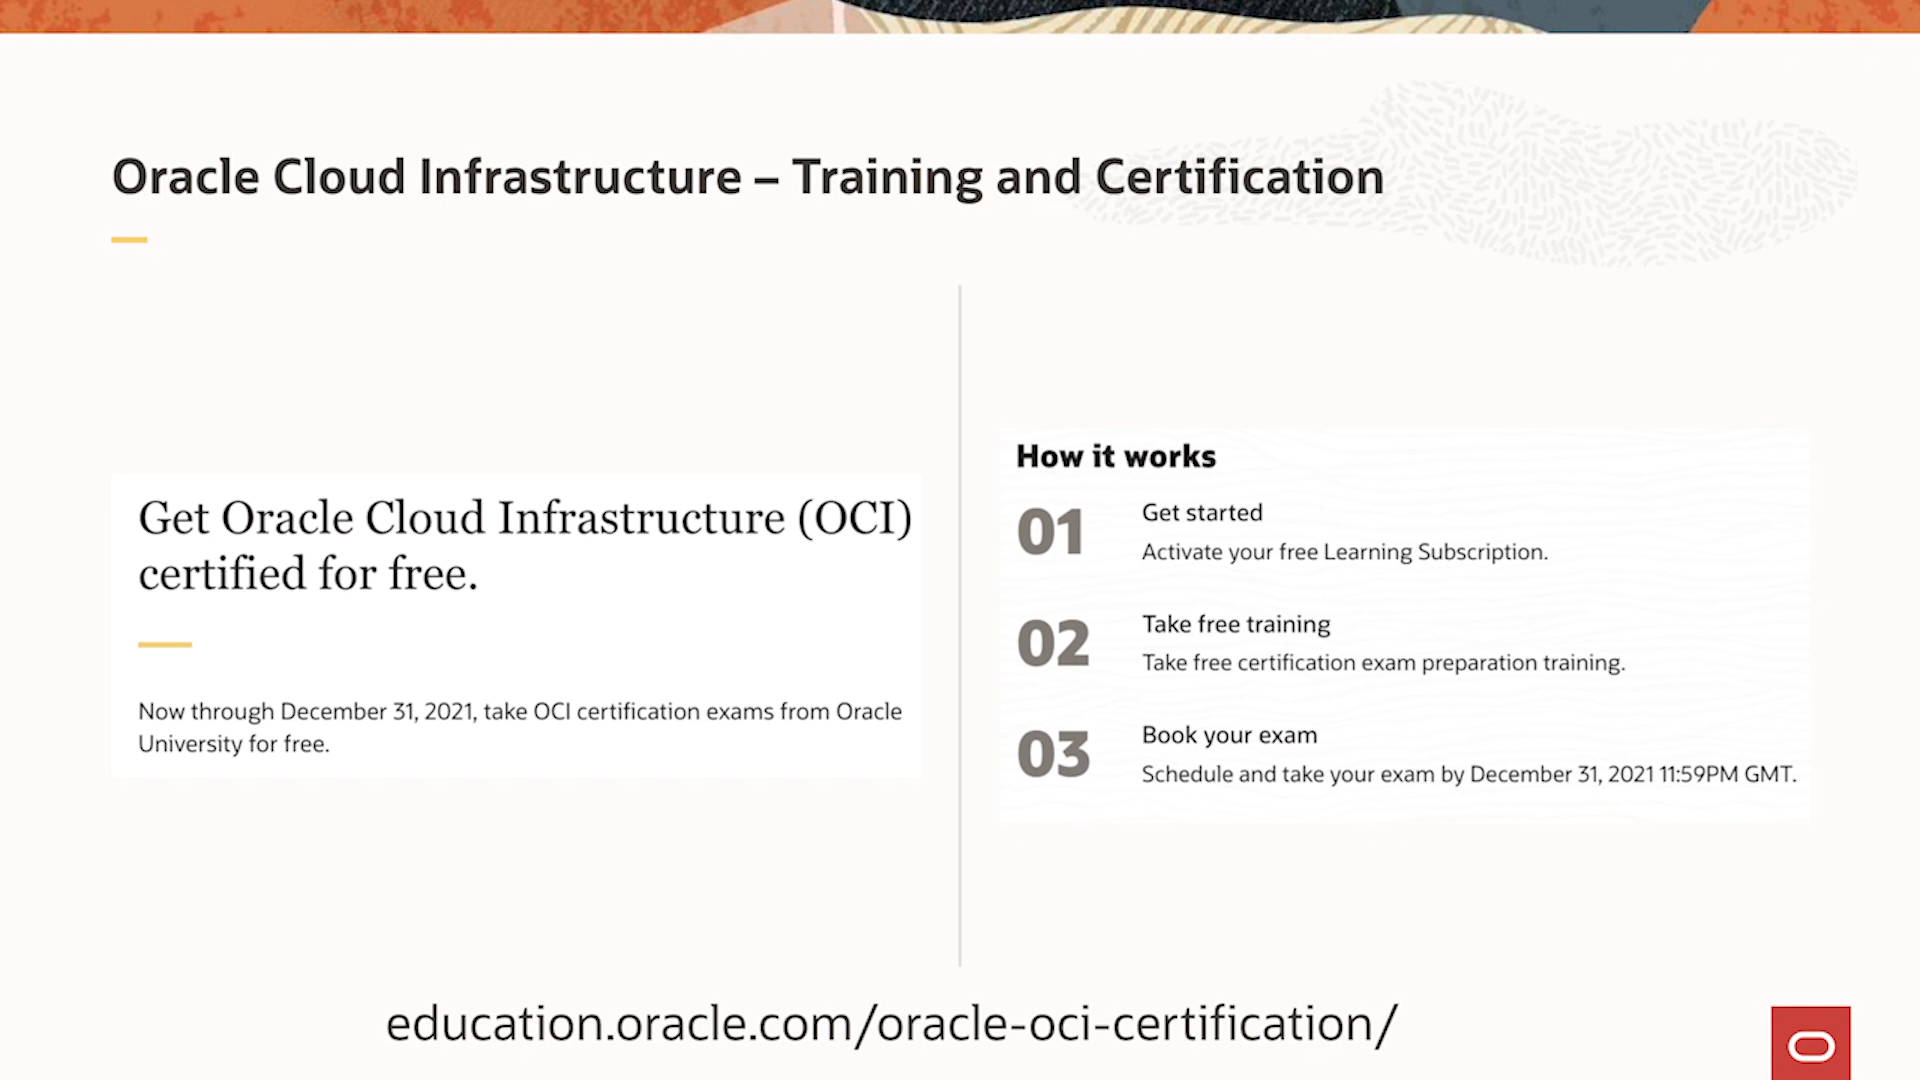 Oracle Cloud Infrastructure – Training and Certification
Get Oracle Cloud Infrastructure (OCI)
certified for free.
Now through December 31, 2021, take OCI certification exams from Oracle
University for free.
How it works
01
Get started
Activate your free Learning Subscription.
02
Take free training
Take free certification exam preparation training.
03
Book your exam
Schedule and take your exam by December 31, 2021 11:59PM GMT.
education.oracle.com/oracle-oci-certification/